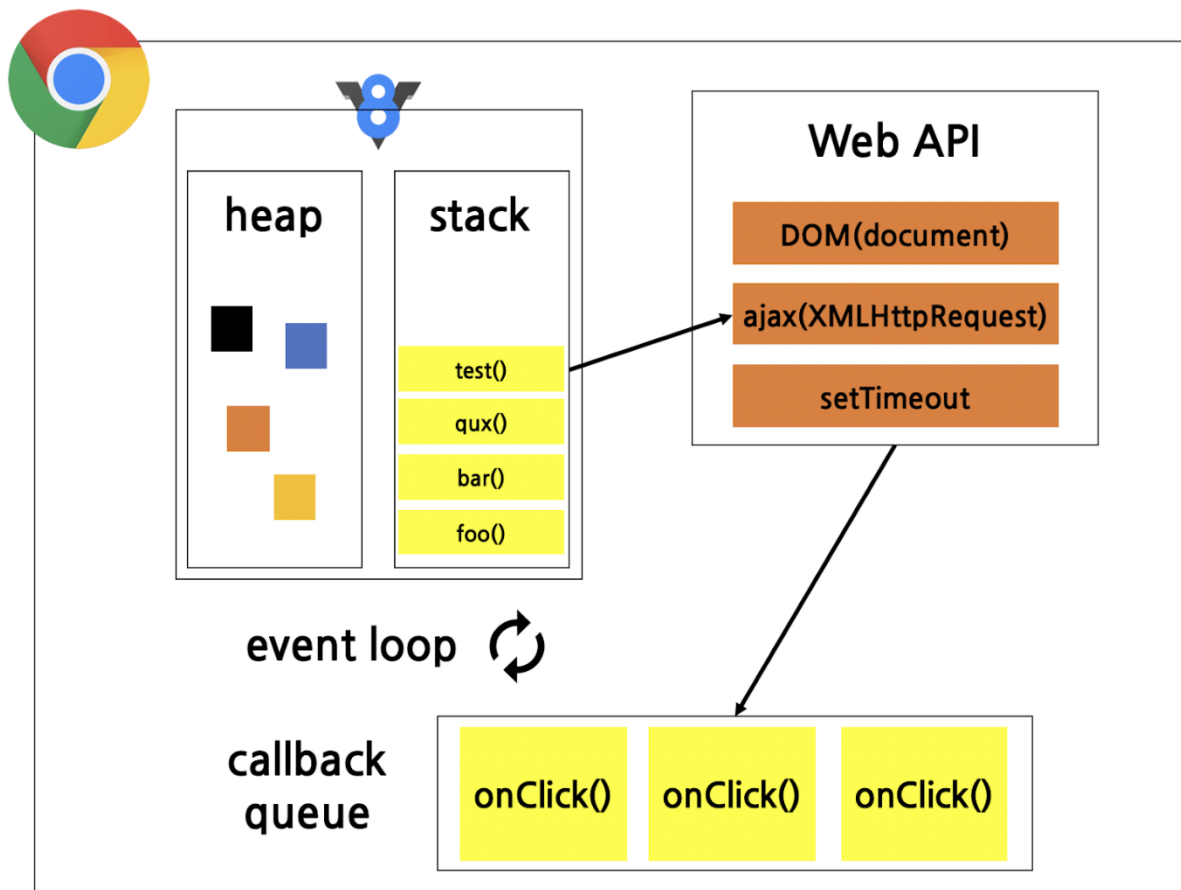 heap
stack
test()
qux()
bar()
foo()
Web API
DOM(document)
ajax(XMLHttpRequest)
setTimeout
event loop
callback
queue
onClick()
onClick()
onClick()